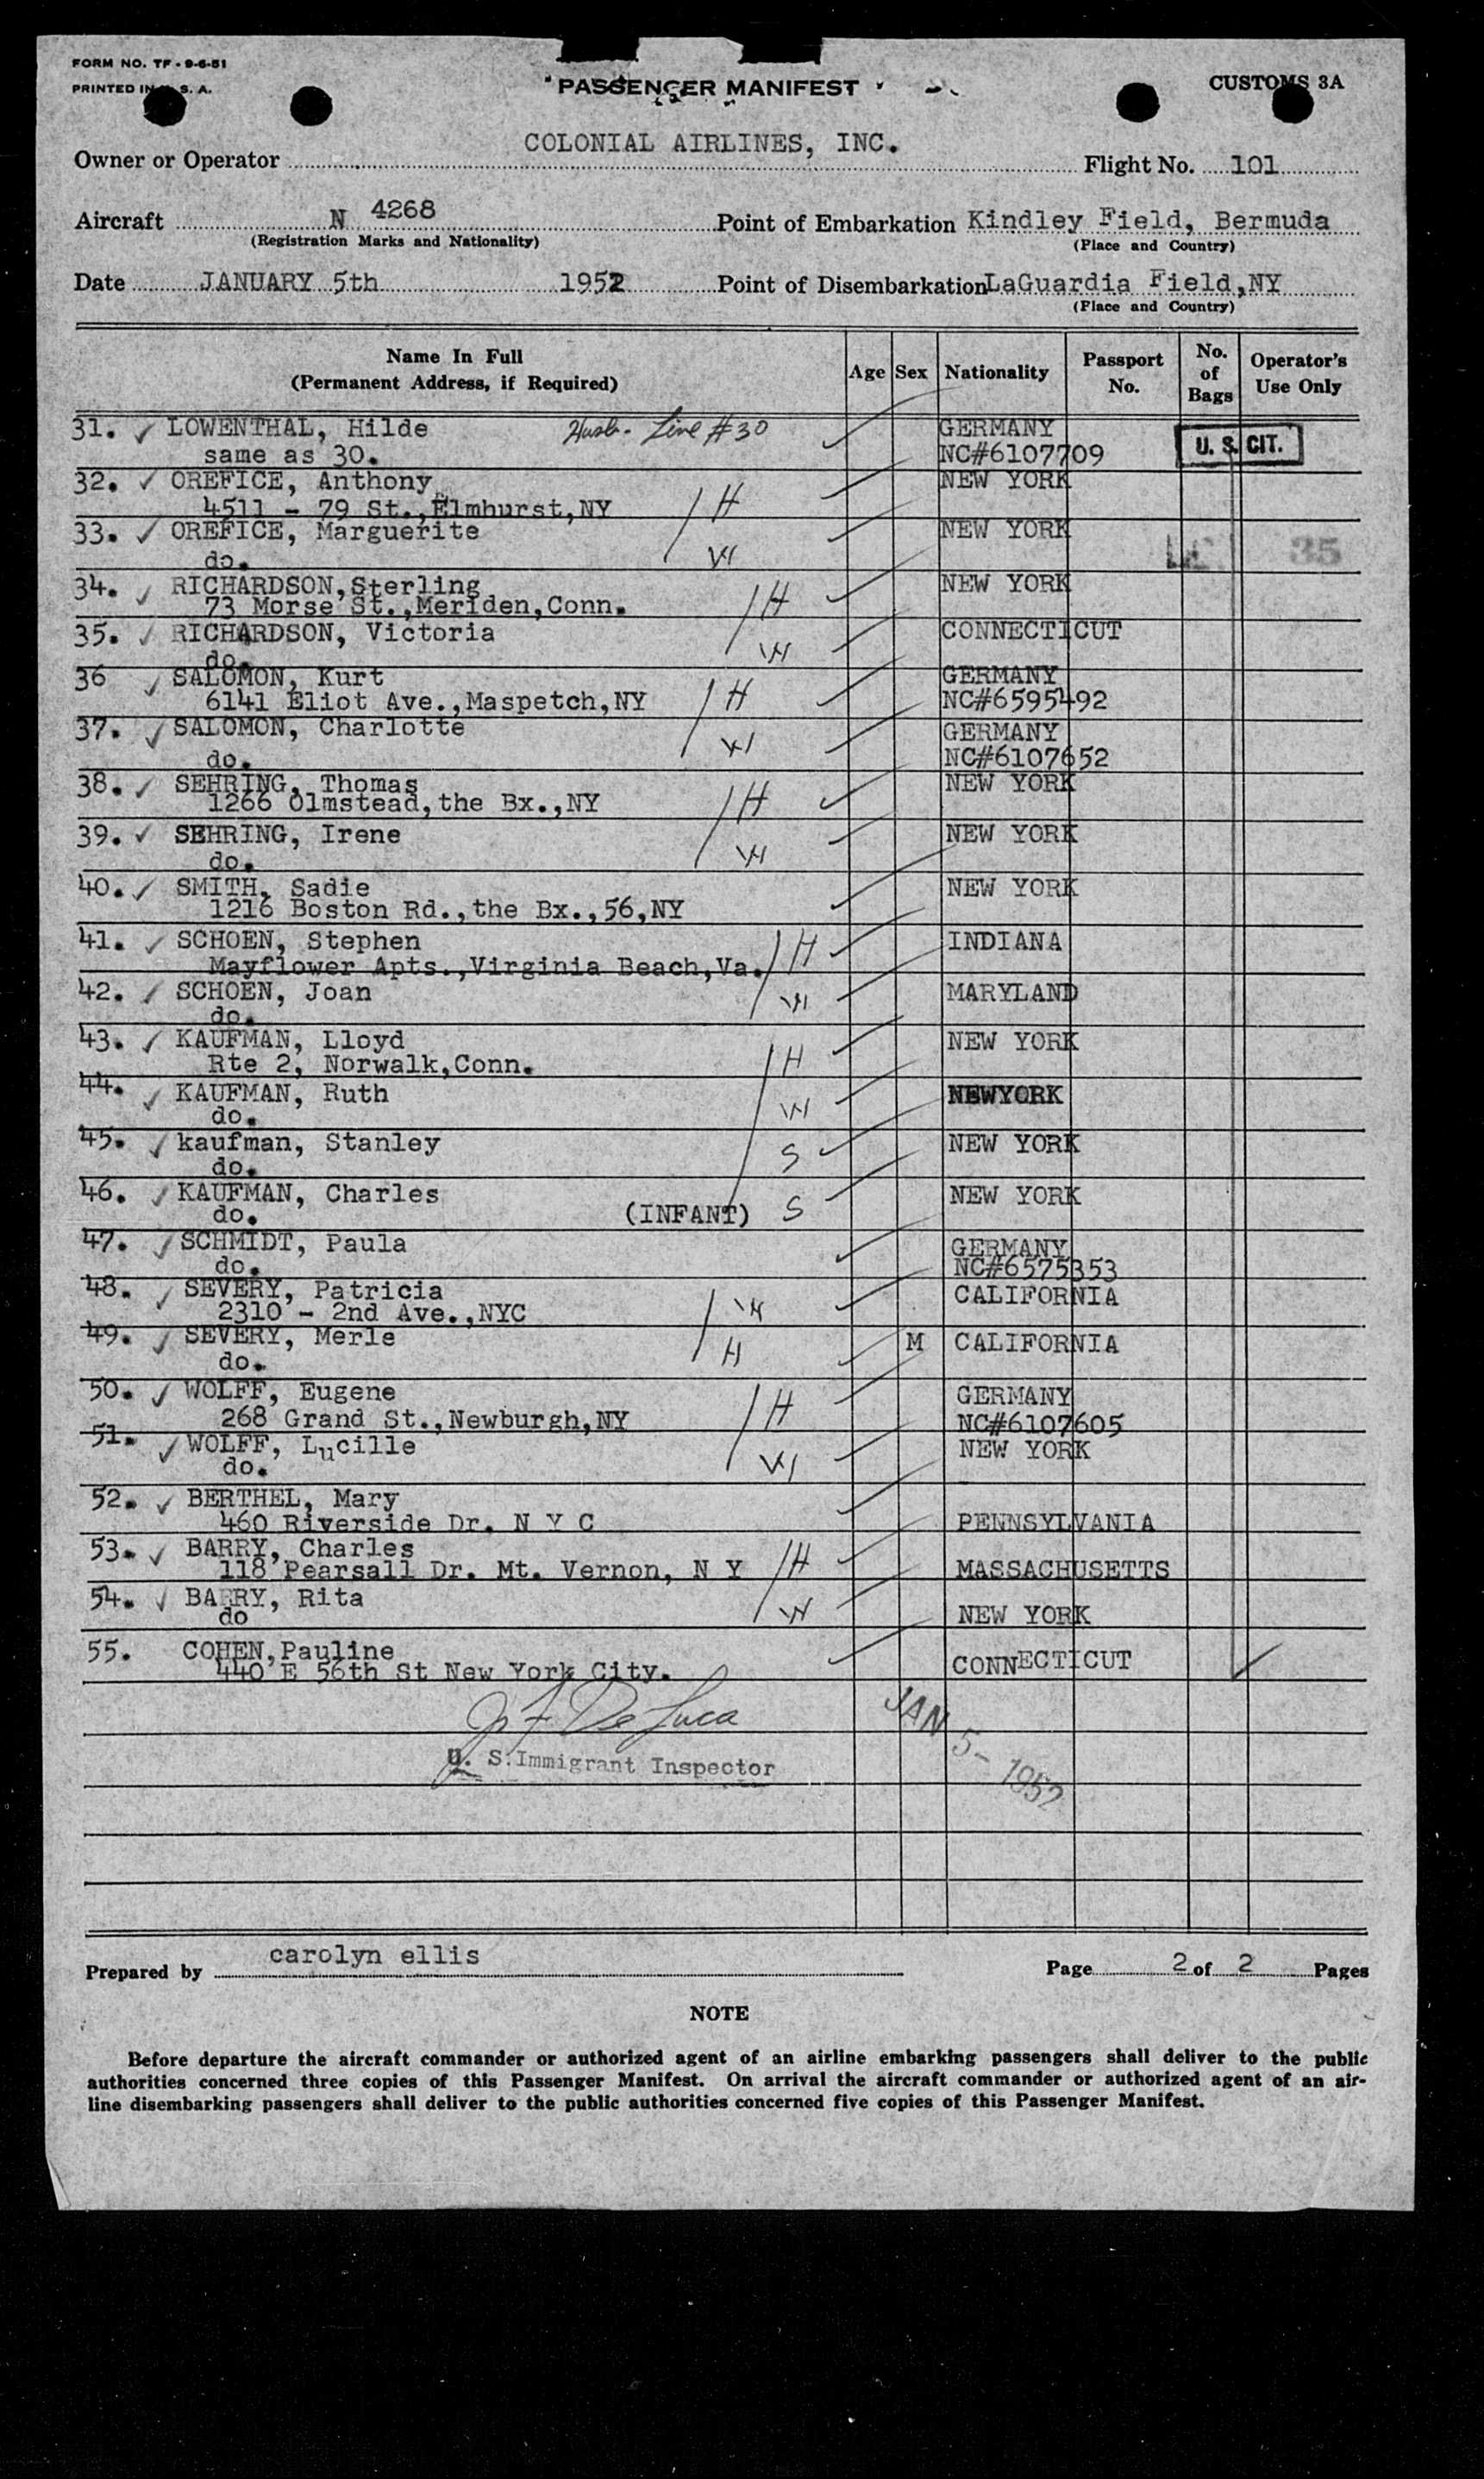 FORM NO. TF - 9-6-51
PRINTED IN U. S. A.
PASSENGER MANIFEST
CUSTOMS 3A
Owner or Operator COLONIAL AIRLINES, INC. Flight No. 101
Aircraft N 4268 Point of Embarkation Kindley Field, Bermuda
(Registration Marks and Nationality) (Place and Country)
Date JANUARY 5th 1952 Point of Disembarkation LaGuardia Field,NY
(Place and Country)
Name In Full
(Permanent Address, if Required)
Age Sex Nationality Passport No. No. of Bags Operator's Use Only
31. LOWENTHAL, Hilde Husb. Line #30 GERMANY
same as 30. NC#6107709 U. S. CIT.
32. OREFICE, Anthony NEW YORK
4511 - 79 St.,Elmhurst,NY H
33. OREFICE, Marguerite NEW YORK
do. W 35
34. RICHARDSON,Sterling H NEW YORK
73 Morse St.,Meriden,Conn.
35. RICHARDSON, Victoria CONNECTICUT
do. W
36 SALOMON, Kurt GERMANY
6141 Eliot Ave.,Maspetch,NY H NC#6595492
37. SALOMON, Charlotte GERMANY
do. W NC#6107652
38. SEHRING, Thomas NEW YORK
1266 Olmstead,the Bx.,NY H
39. SEHRING, Irene NEW YORK
do. W
40. SMITH, Sadie NEW YORK
1216 Boston Rd.,the Bx.,56,NY
41. SCHOEN, Stephen H INDIANA
Mayflower Apts.,Virginia Beach,Va.
42. SCHOEN, Joan W MARYLAND
do.
43. KAUFMAN, Lloyd NEW YORK
Rte 2, Norwalk,Conn. H
44. KAUFMAN, Ruth NEWYORK
do. W
45. kaufman, Stanley NEW YORK
do. S
46. KAUFMAN, Charles NEW YORK
do. (INFANT) S
47. SCHMIDT, Paula GERMANY
do. NC#6575353
48. SEVERY, Patricia CALIFORNIA
2310 - 2nd Ave.,NYC W
49. SEVERY, Merle M CALIFORNIA
do. H
50. WOLFF, Eugene GERMANY
268 Grand St.,Newburgh,NY H NC#6107605
51. WOLFF, Lucille NEW YORK
do. W
52. BERTHEL, Mary
460 Riverside Dr. N Y C PENNSYLVANIA
53. BARRY, Charles H
118 Pearsall Dr. Mt. Vernon, N Y MASSACHUSETTS
54. BARRY, Rita
do W NEW YORK
55. COHEN,Pauline
440 E 56th St New York City. CONNECTICUT
De Luca
JAN 5- 1952
U. S. Immigrant Inspector
Prepared by carolyn ellis Page 2 of 2 Pages
NOTE
Before departure the aircraft commander or authorized agent of an airline embarking passengers shall deliver to the public
authorities concerned three copies of this Passenger Manifest. On arrival the aircraft commander or authorized agent of an air-
line disembarking passengers shall deliver to the public authorities concerned five copies of this Passenger Manifest.